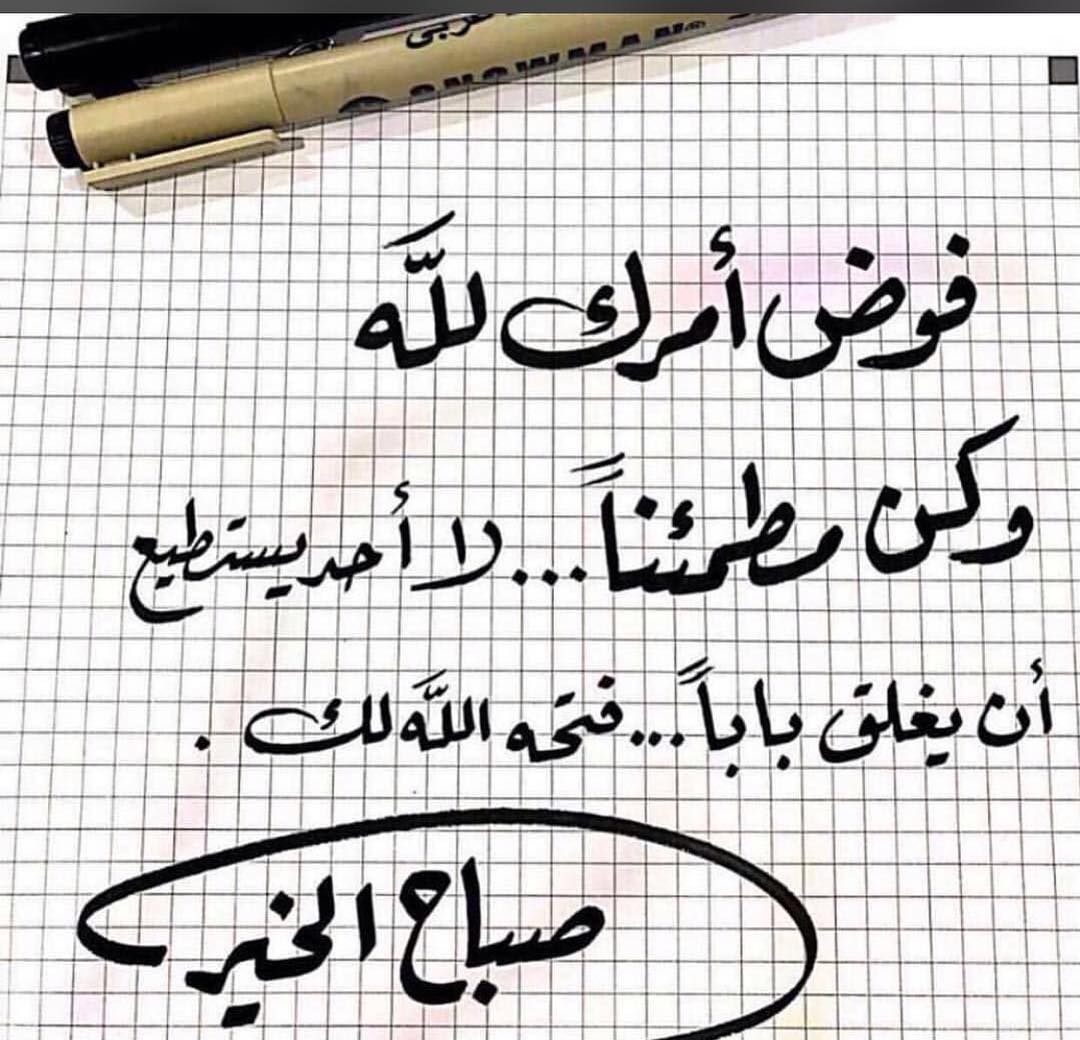 عربي
SNOWMAN
فوض أمرك للَّه
وكن مطمئناً...لا أحد يستطيع
أن يغلق باباً...فتحه اللَّه لك .
صباح الخير